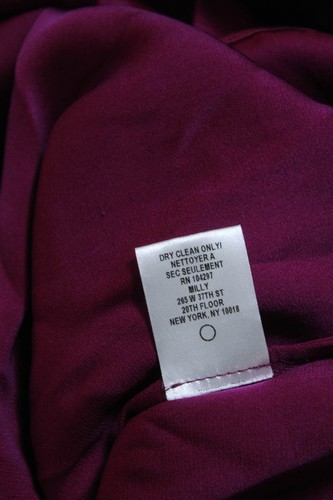 DRY CLEAN ONLY!
NETTOYER A
SEC SEULEMENT
RN 104297
MILLY
265 W 37TH ST
20TH FLOOR
NEW YORK, NY 10018